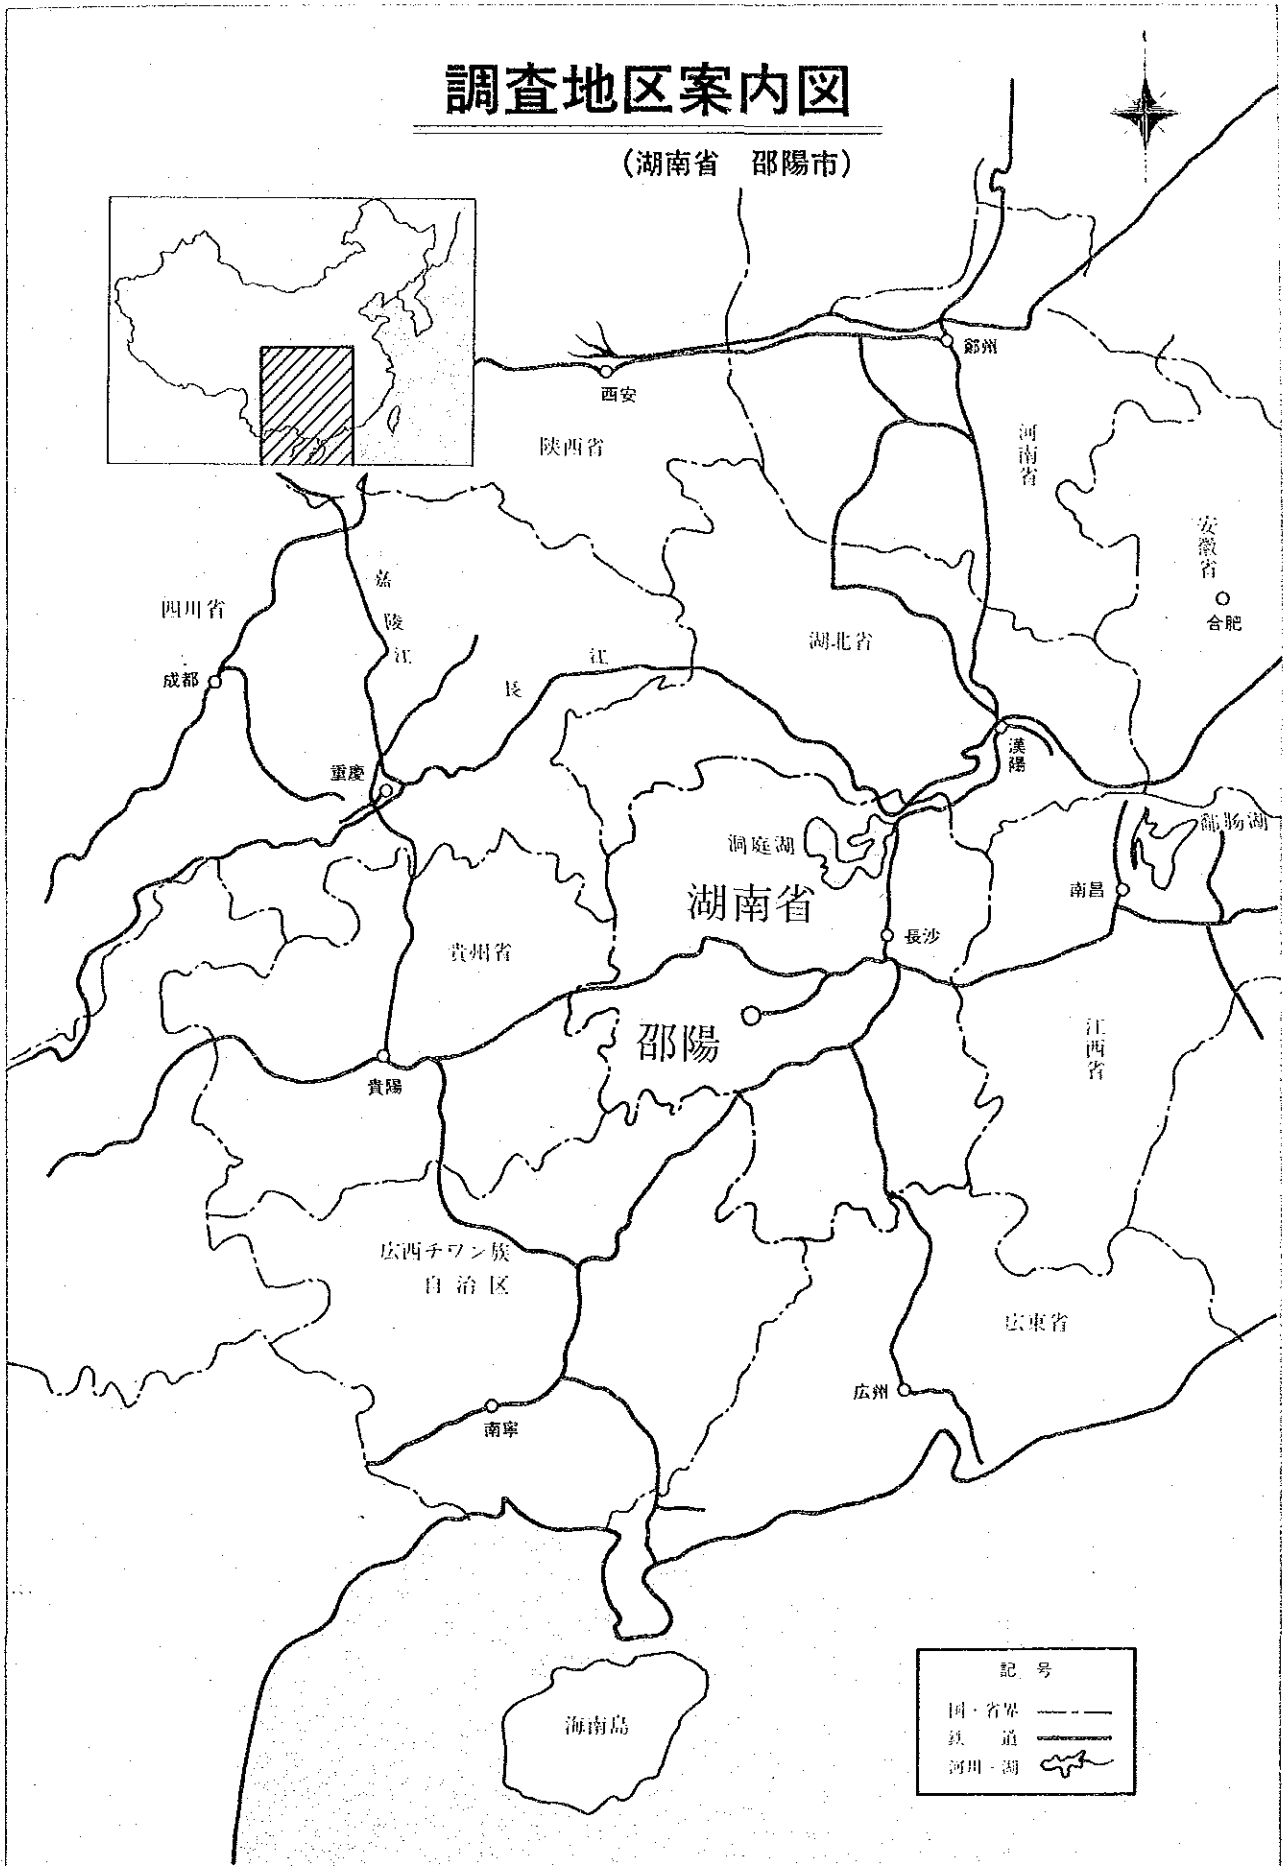 調査地区案内図
(湖南省 邵陽市)
鄭州
西安
陝西省
河南省
安徽省
合肥
嘉陵江
四川省
湖北省
成都
長江
漢陽
重慶
洞庭湖
湖南省
南昌
長沙
貴州省
邵陽
江西省
貴陽
広西チワン族
自治区
広東省
広州
南寧
海南島
記号
国・省界
鉄道
河川・湖